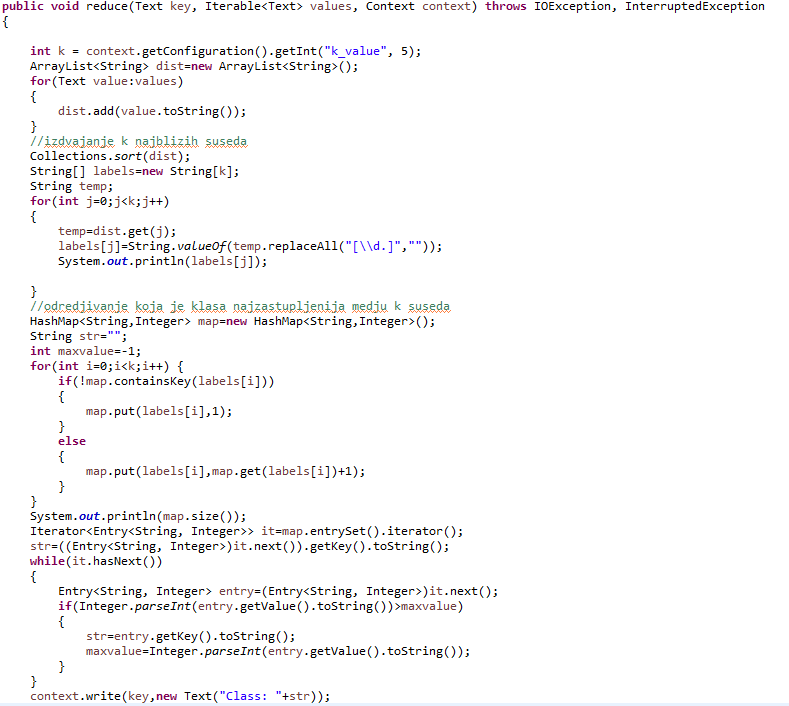 public void reduce(Text key, Iterable<Text> values, Context context) throws IOException, InterruptedException
{
int k = context.getConfiguration().getInt("k_value", 5);
ArrayList<String> dist=new ArrayList<String>();
for(Text value:values)
{
dist.add(value.toString());
}
//izdvajanje k najblizih suseda
Collections.sort(dist);
String[] labels=new String[k];
String temp;
for(int j=0;j<k;j++)
{
temp=dist.get(j);
labels[j]=String.valueOf(temp.replaceAll("[\\d.]",""));
System.out.println(labels[j]);
}
//odredjivanje koja je klasa najzastupljenija medju k suseda
HashMap<String,Integer> map=new HashMap<String,Integer>();
String str="";
int maxvalue=-1;
for(int i=0;i<k;i++) {
if(!map.containsKey(labels[i]))
{
map.put(labels[i],1);
}
else
{
map.put(labels[i],map.get(labels[i])+1);
}
}
System.out.println(map.size());
Iterator<Entry<String, Integer>> it=map.entrySet().iterator();
str=((Entry<String, Integer>)it.next()).getKey().toString();
while(it.hasNext())
{
Entry<String, Integer> entry=(Entry<String, Integer>)it.next();
if(Integer.parseInt(entry.getValue().toString())>maxvalue)
{
str=entry.getKey().toString();
maxvalue=Integer.parseInt(entry.getValue().toString());
}
}
context.write(key,new Text("Class: "+str));